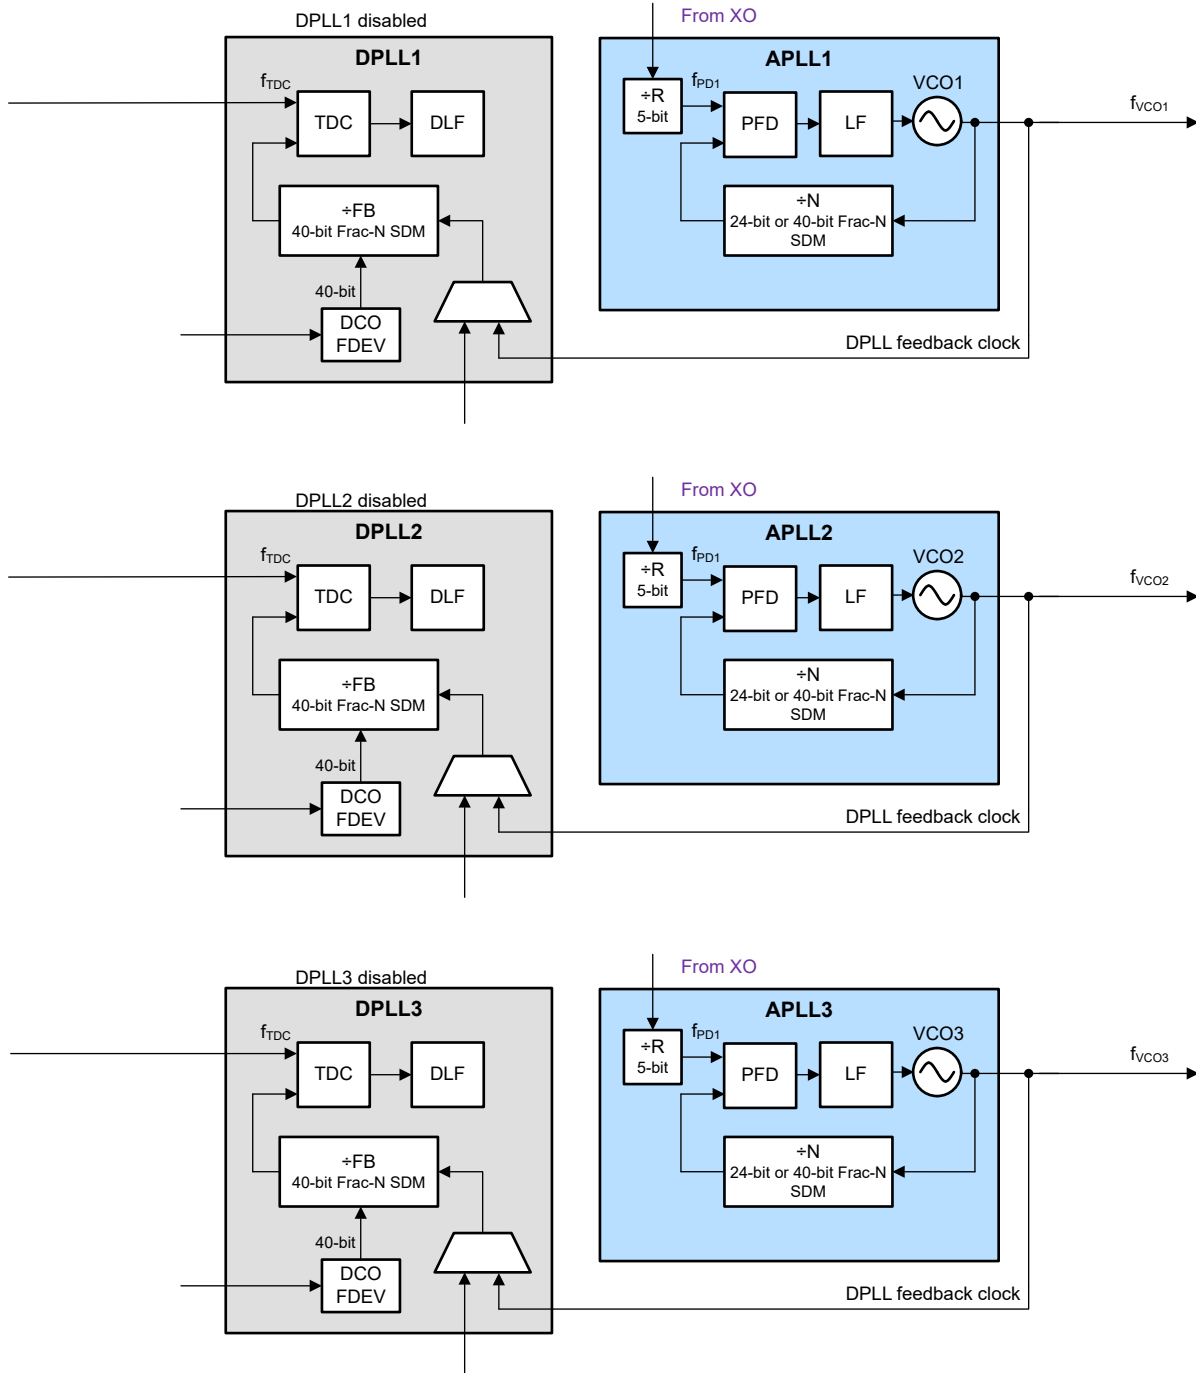 DPLL1 disabled
From XO
DPLL1
APLL1
fTDC
÷R
5-bit
fPD1
VCO1
fVCO1
TDC
DLF
PFD
LF
÷FB
40-bit Frac-N SDM
÷N
24-bit or 40-bit Frac-N
SDM
40-bit
DCO
FDEV
DPLL feedback clock
DPLL2 disabled
From XO
DPLL2
APLL2
fTDC
÷R
5-bit
fPD1
VCO2
fVCO2
TDC
DLF
PFD
LF
÷FB
40-bit Frac-N SDM
÷N
24-bit or 40-bit Frac-N
SDM
40-bit
DCO
FDEV
DPLL feedback clock
DPLL3 disabled
From XO
DPLL3
APLL3
fTDC
÷R
5-bit
fPD1
VCO3
fVCO3
TDC
DLF
PFD
LF
÷FB
40-bit Frac-N SDM
÷N
24-bit or 40-bit Frac-N
SDM
40-bit
DCO
FDEV
DPLL feedback clock